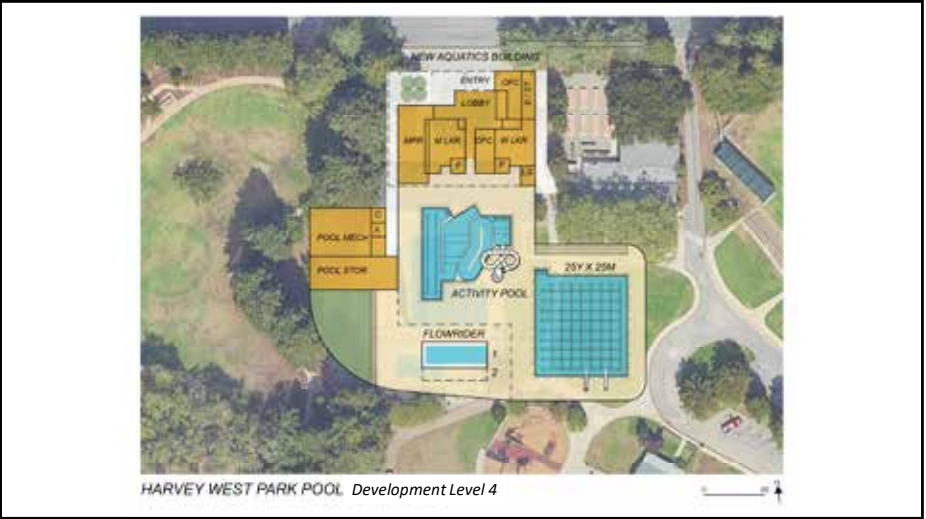 NEW AQUATICS BUILDING
ENTRY
OFC
LOBBY
MPR
M LKR
OFC
W LKR
F
F
POOL MECH
POOL STOR
25Y X 25M
ACTIVITY POOL
FLOWRIDER
1
2
HARVEY WEST PARK POOL Development Level 4